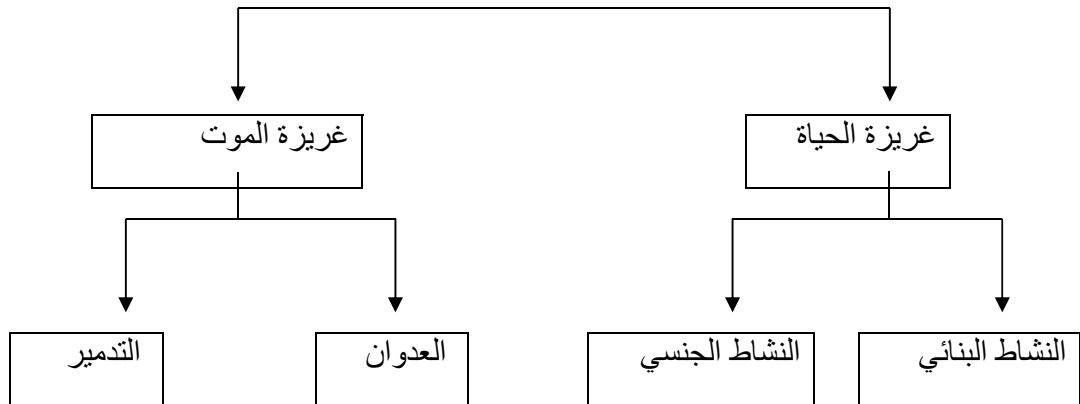 غريزة الحياة
غريزة الموت
النشاط البنائي
النشاط الجنسي
العدوان
التدمير